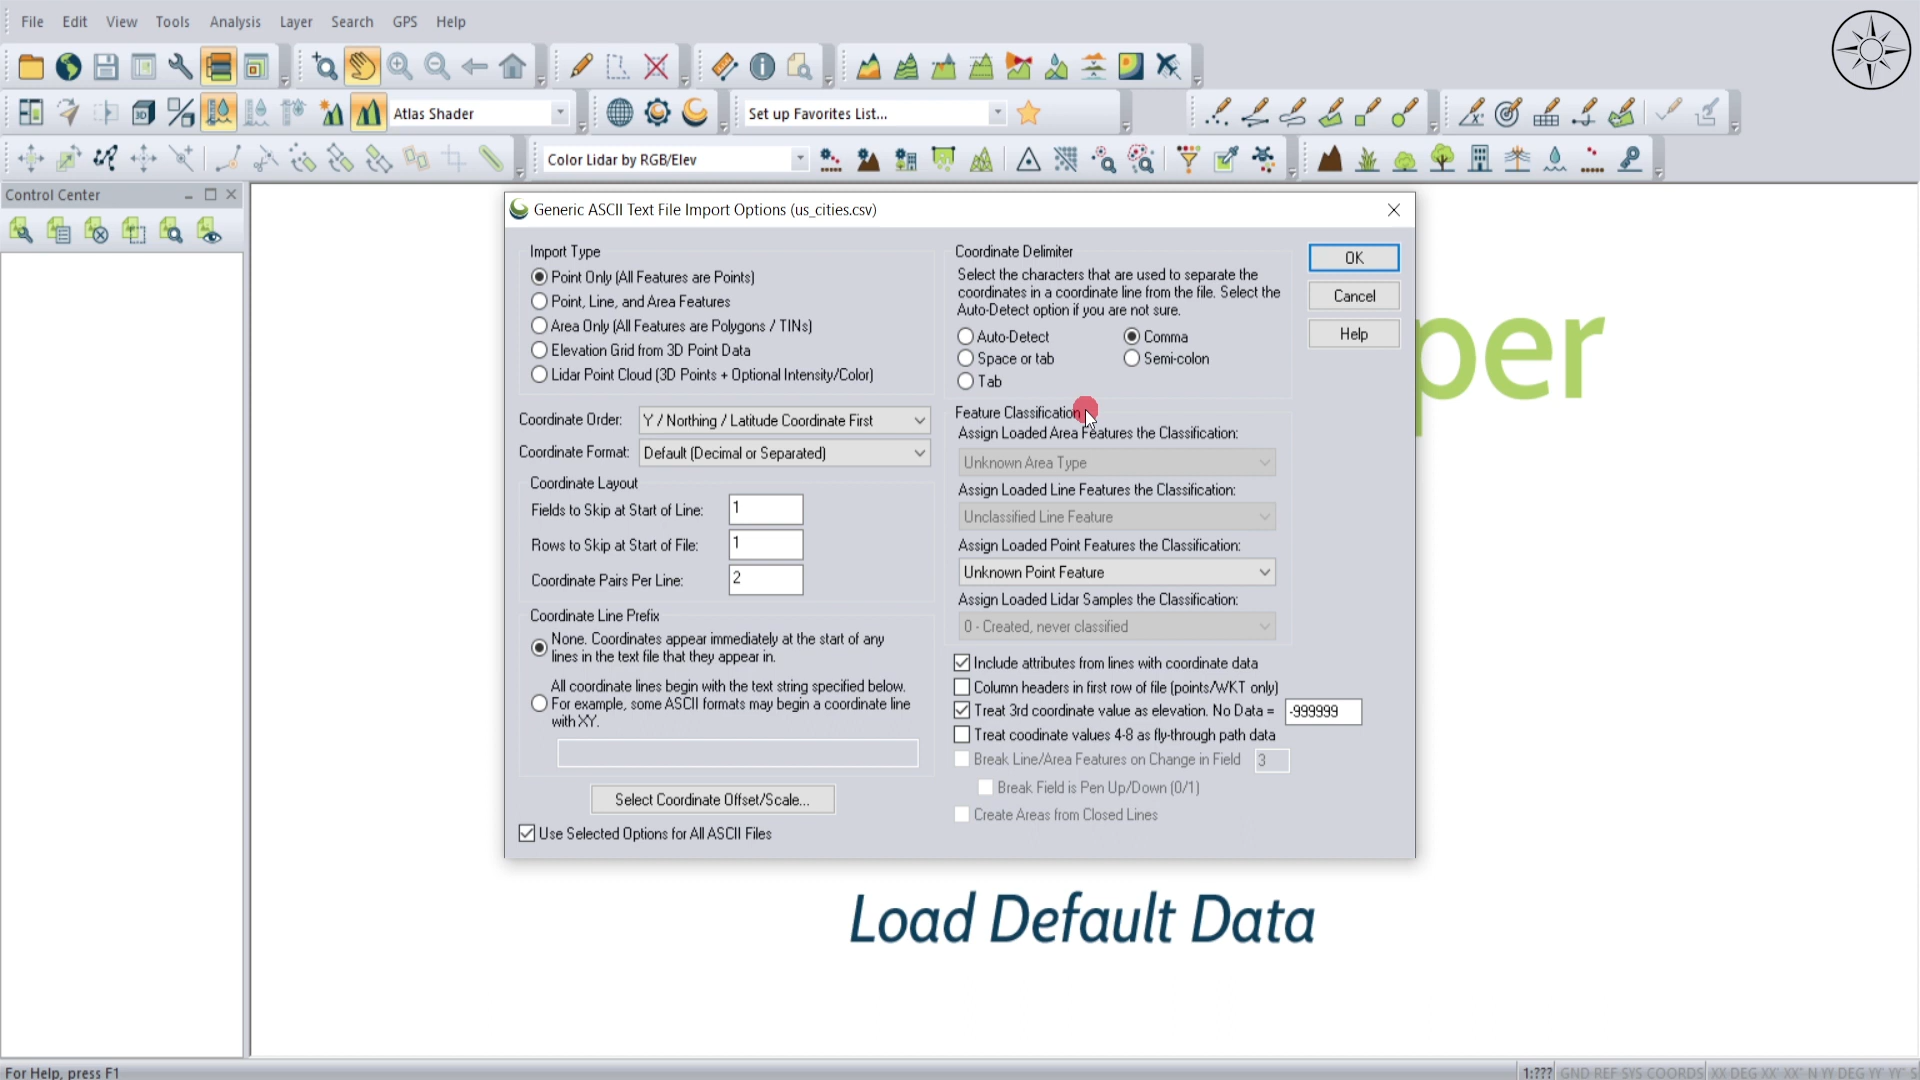 File Edit View Tools Analysis Layer Search GPS Help
Atlas Shader
Set up Favorites List...
Color Lidar by RGB/Elev
Control Center
Generic ASCII Text File Import Options (us_cities.csv)
Import Type
Point Only (All Features are Points)
Point, Line, and Area Features
Area Only (All Features are Polygons / TINs)
Elevation Grid from 3D Point Data
Lidar Point Cloud (3D Points + Optional Intensity/Color)
Coordinate Order: Y / Northing / Latitude Coordinate First
Coordinate Format: Default (Decimal or Separated)
Coordinate Layout
Fields to Skip at Start of Line: 1
Rows to Skip at Start of File: 1
Coordinate Pairs Per Line: 2
Coordinate Line Prefix
None. Coordinates appear immediately at the start of any
lines in the text file that they appear in.
All coordinate lines begin with the text string specified below.
For example, some ASCII formats may begin a coordinate line
with XY.
Select Coordinate Offset/Scale...
Use Selected Options for All ASCII Files
Coordinate Delimiter
Select the characters that are used to separate the
coordinates in a coordinate line from the file. Select the
Auto-Detect option if you are not sure.
Auto-Detect Comma
Space or tab Semi-colon
Tab
Feature Classification
Assign Loaded Area Features the Classification:
Unknown Area Type
Assign Loaded Line Features the Classification:
Unclassified Line Feature
Assign Loaded Point Features the Classification:
Unknown Point Feature
Assign Loaded Lidar Samples the Classification:
0 - Created, never classified
Include attributes from lines with coordinate data
Column headers in first row of file (points/WKT only)
Treat 3rd coordinate value as elevation. No Data = -999999
Treat coodinate values 4-8 as fly-through path data
Break Line/Area Features on Change in Field 3
Break Field is Pen Up/Down (0/1)
Create Areas from Closed Lines
OK
Cancel
Help
per
Load Default Data
For Help, press F1
1:??? GND REF SYS COORDS XX DEG XX' XX" N YY DEG YY' YY" S